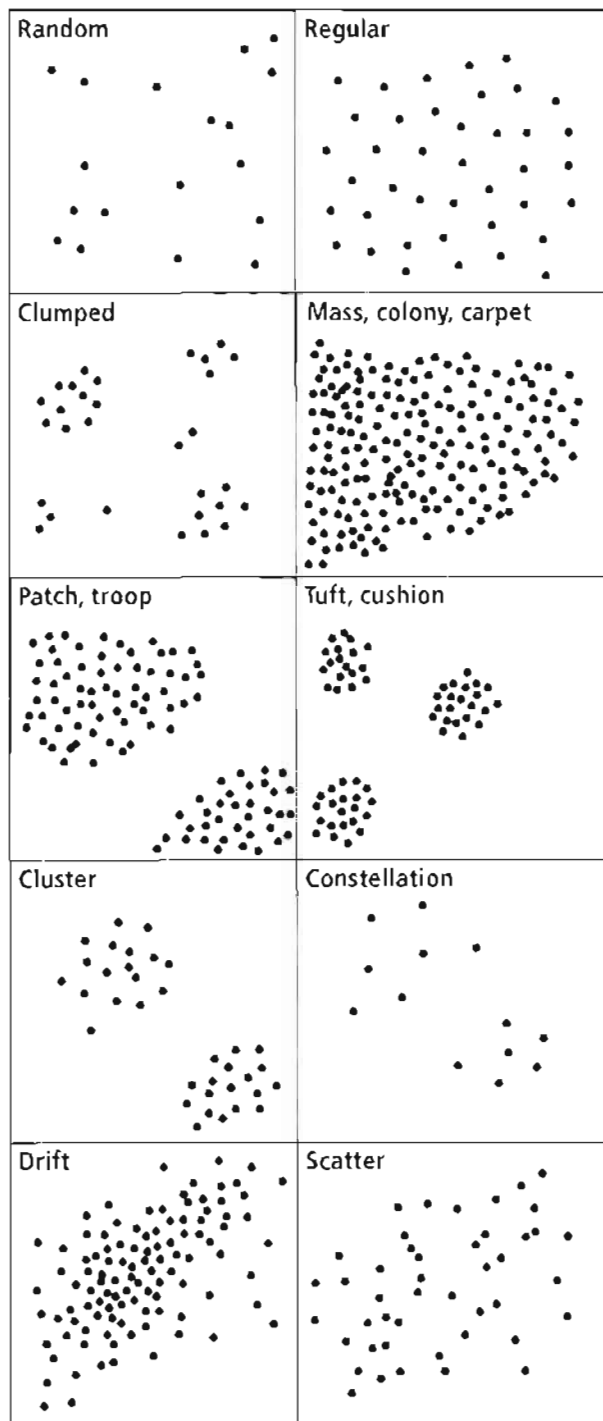 Random
Regular
Clumped
Mass, colony, carpet
Patch, troop
Tuft, cushion
Cluster
Constellation
Drift
Scatter